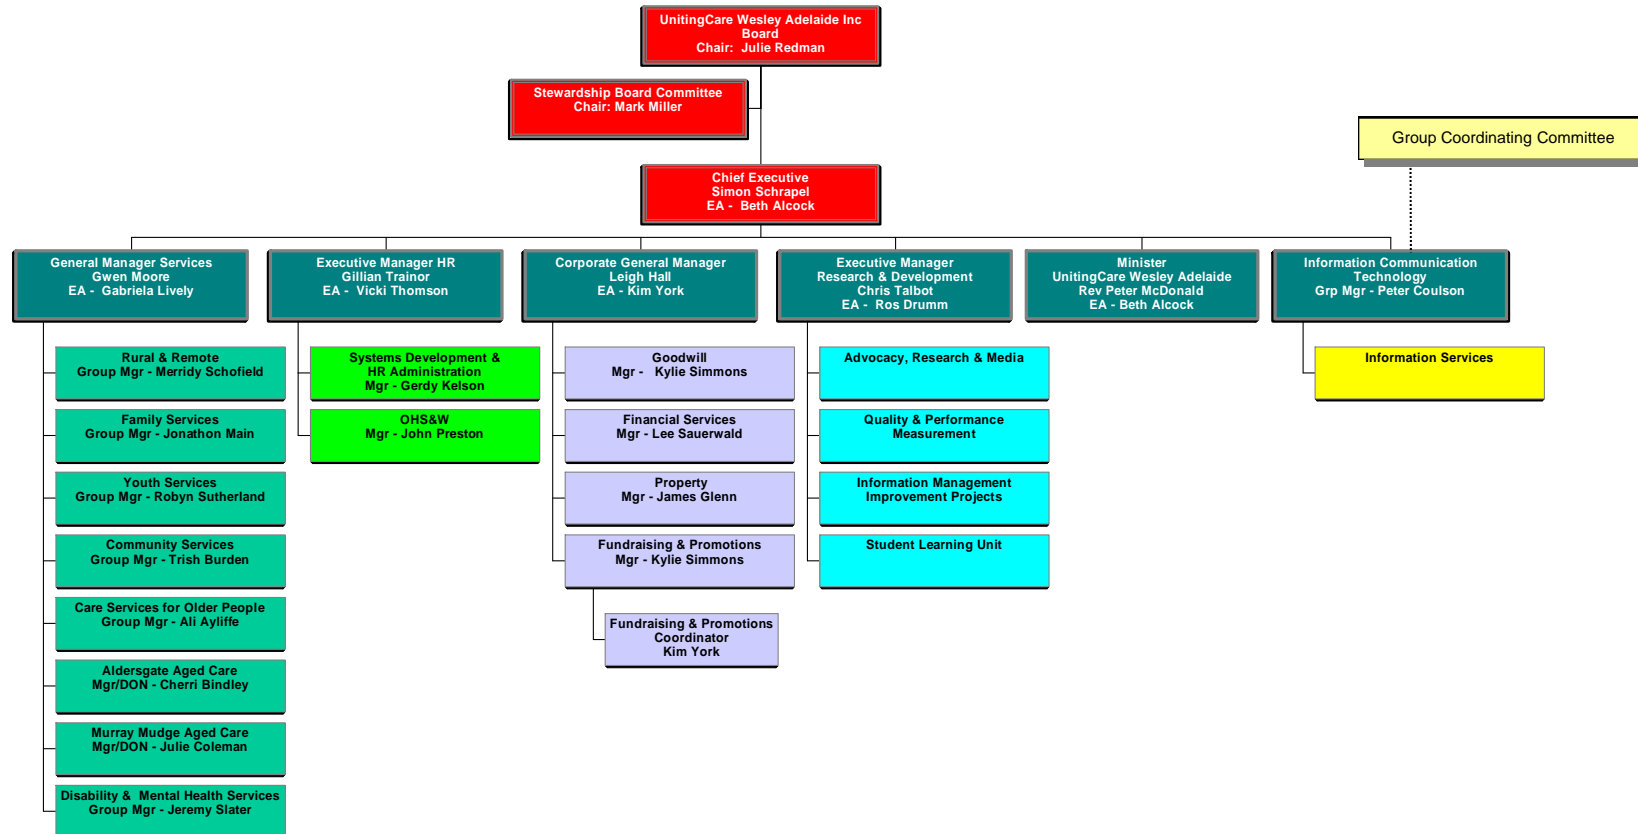 UnitingCare Wesley Adelaide Inc
Board
Chair:  Julie Redman
Stewardship Board Committee
Chair: Mark Miller
Group Coordinating Committee
Chief Executive
Simon Schrapel
EA -  Beth Alcock
General Manager Services
Gwen Moore
EA -  Gabriela Lively
Executive Manager HR
Gillian Trainor
EA -  Vicki Thomson
Corporate General Manager
Leigh Hall
EA - Kim York
Executive Manager
Research & Development
Chris Talbot
EA -  Ros Drumm
Minister
UnitingCare Wesley Adelaide
Rev Peter McDonald
EA - Beth Alcock
Information Communication
Technology
Grp Mgr - Peter Coulson
Rural & Remote
Group Mgr - Merridy Schofield
Family Services
Group Mgr - Jonathon Main
Youth Services
Group Mgr - Robyn Sutherland
Community Services
Group Mgr - Trish Burden
Care Services for Older People
Group Mgr - Ali Ayliffe
Aldersgate Aged Care
Mgr/DON - Cherri Bindley
Murray Mudge Aged Care
Mgr/DON - Julie Coleman
Disability &  Mental Health Services
Group Mgr - Jeremy Slater
Systems Development &
HR Administration
Mgr - Gerdy Kelson
OHS&W
Mgr - John Preston
Goodwill
Mgr -   Kylie Simmons
Financial Services
Mgr - Lee Sauerwald
Property
Mgr - James Glenn
Fundraising & Promotions
Mgr - Kylie Simmons
Fundraising & Promotions
Coordinator
Kim York
Advocacy, Research & Media
Quality & Performance
Measurement
Information Management
Improvement Projects
Student Learning Unit
Information Services